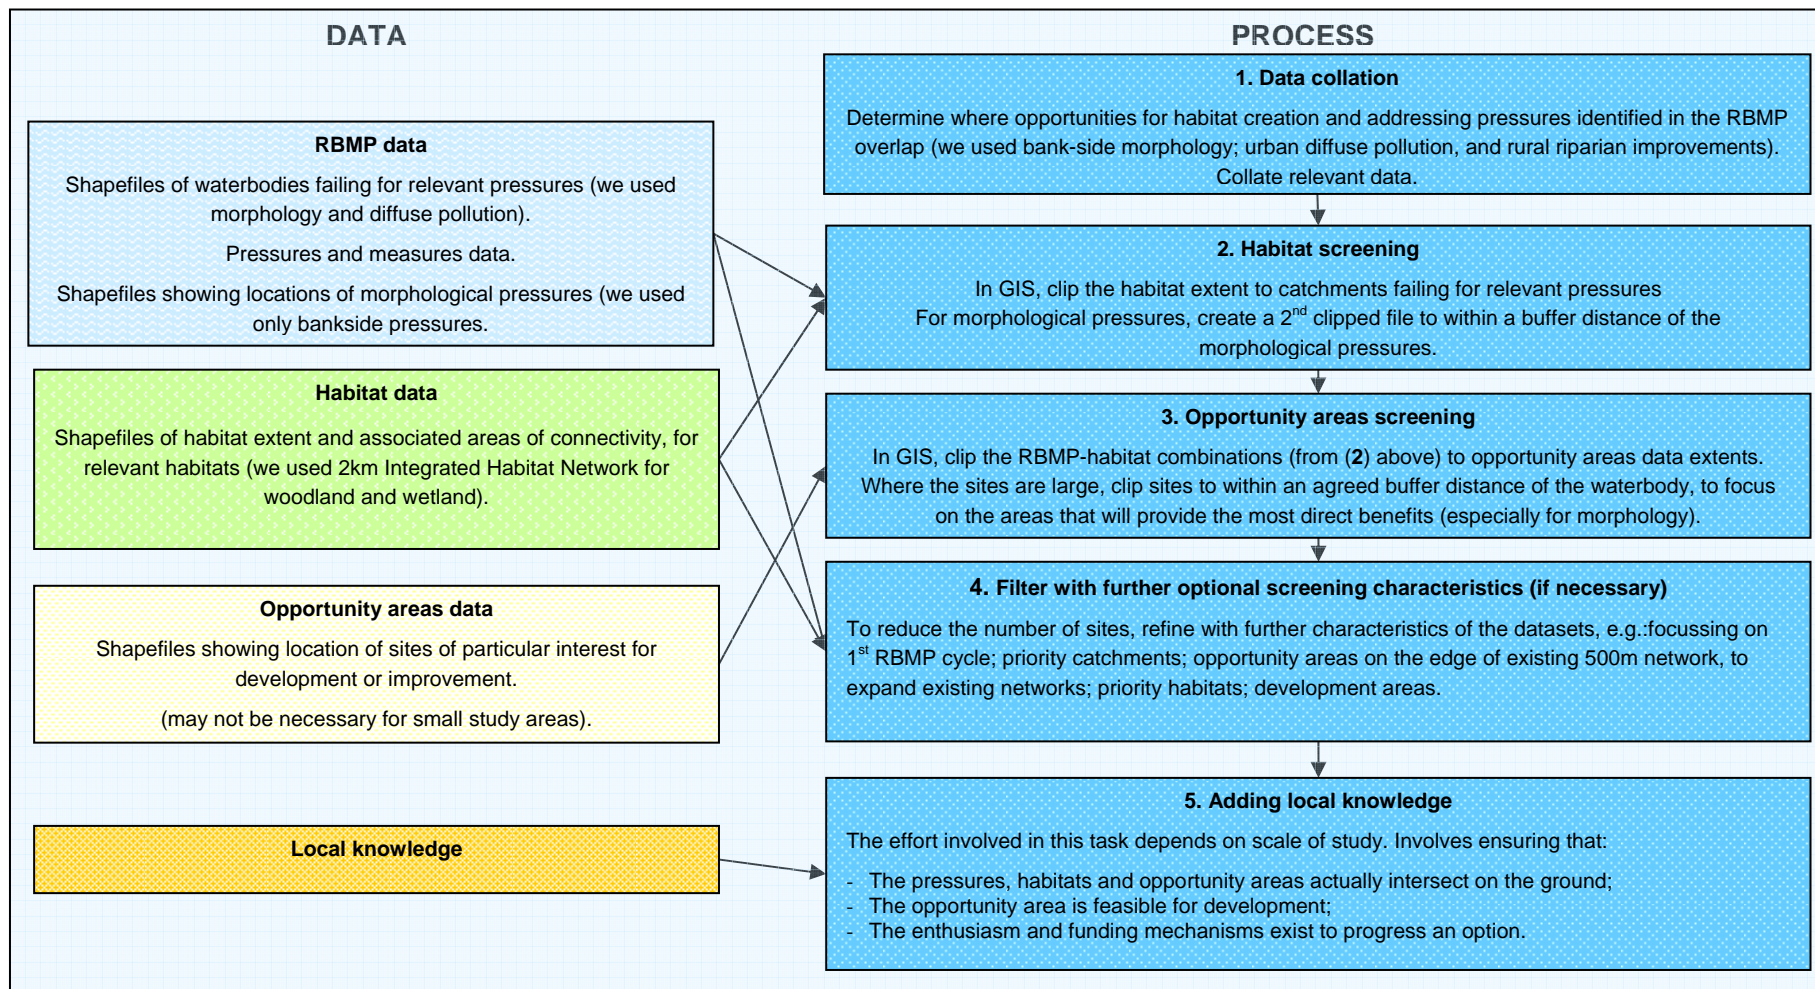 DATA
RBMP data
Shapefiles of waterbodies failing for relevant pressures (we used
morphology and diffuse pollution).
Pressures and measures data.
Shapefiles showing locations of morphological pressures (we used
only bankside pressures.
Habitat data
Shapefiles of habitat extent and associated areas of connectivity, for
relevant habitats (we used 2km Integrated Habitat Network for
woodland and wetland).
Opportunity areas data
Shapefiles showing location of sites of particular interest for
development or improvement.
(may not be necessary for small study areas).
Local knowledge
PROCESS
1. Data collation
Determine where opportunities for habitat creation and addressing pressures identified in the RBMP
overlap (we used bank-side morphology; urban diffuse pollution, and rural riparian improvements).
Collate relevant data.
2. Habitat screening
In GIS, clip the habitat extent to catchments failing for relevant pressures
For morphological pressures, create a 2nd clipped file to within a buffer distance of the
morphological pressures.
3. Opportunity areas screening
In GIS, clip the RBMP-habitat combinations (from (2) above) to opportunity areas data extents.
Where the sites are large, clip sites to within an agreed buffer distance of the waterbody, to focus
on the areas that will provide the most direct benefits (especially for morphology).
4. Filter with further optional screening characteristics (if necessary)
To reduce the number of sites, refine with further characteristics of the datasets, e.g.:focussing on
1st RBMP cycle; priority catchments; opportunity areas on the edge of existing 500m network, to
expand existing networks; priority habitats; development areas.
5. Adding local knowledge
The effort involved in this task depends on scale of study. Involves ensuring that:
- The pressures, habitats and opportunity areas actually intersect on the ground;
- The opportunity area is feasible for development;
- The enthusiasm and funding mechanisms exist to progress an option.